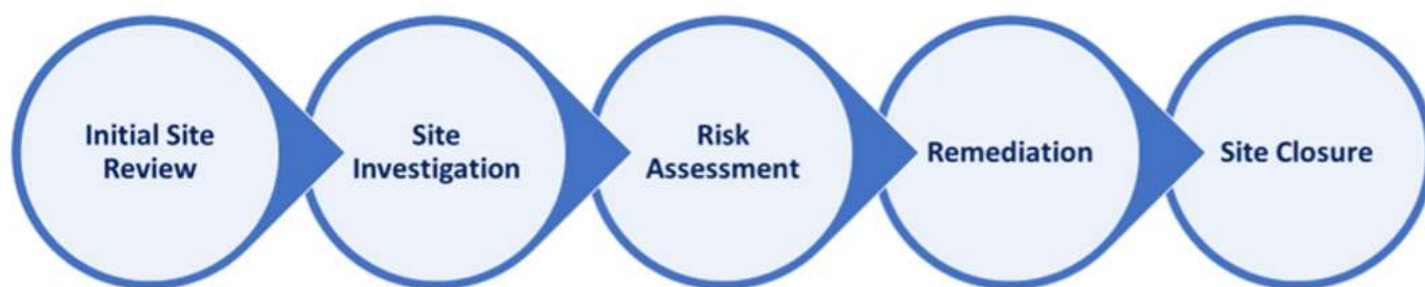 Initial Site
Review
Site
Investigation
Risk
Assessment
Remediation
Site Closure